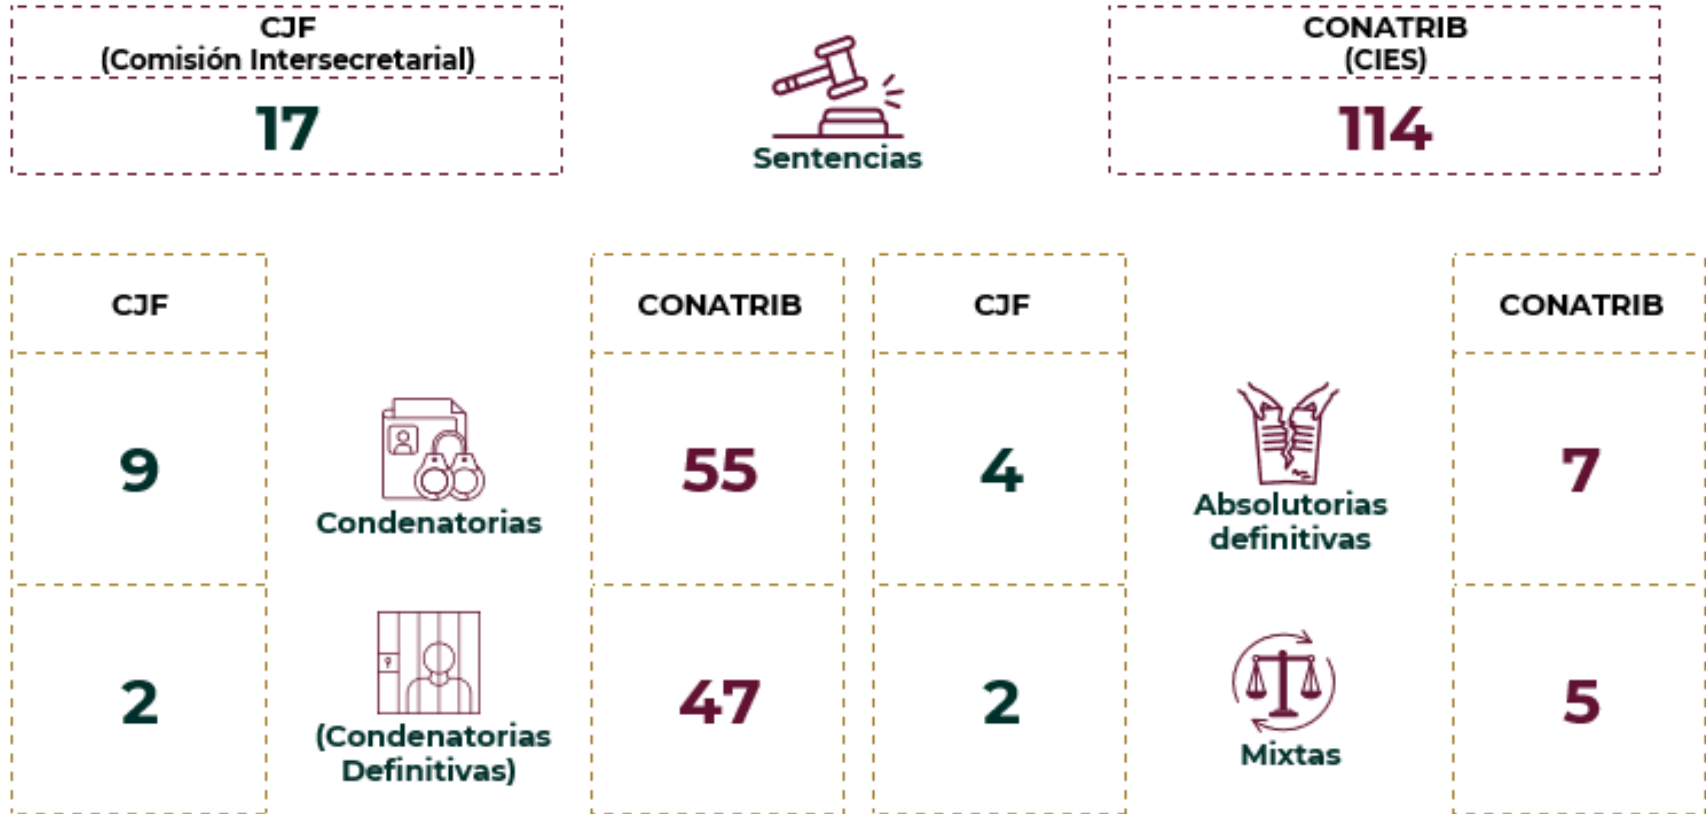 CJF
(Comisión Intersecretarial)
17
Sentencias
CONATRIB
(CIES)
114
CJF
CONATRIB
9
Condenatorias
55
2
(Condenatorias
Definitivas)
47
CJF
CONATRIB
4
Absolutorias
definitivas
7
2
Mixtas
5